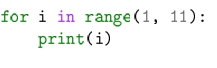 for i in range(1, 11):
    print(i)